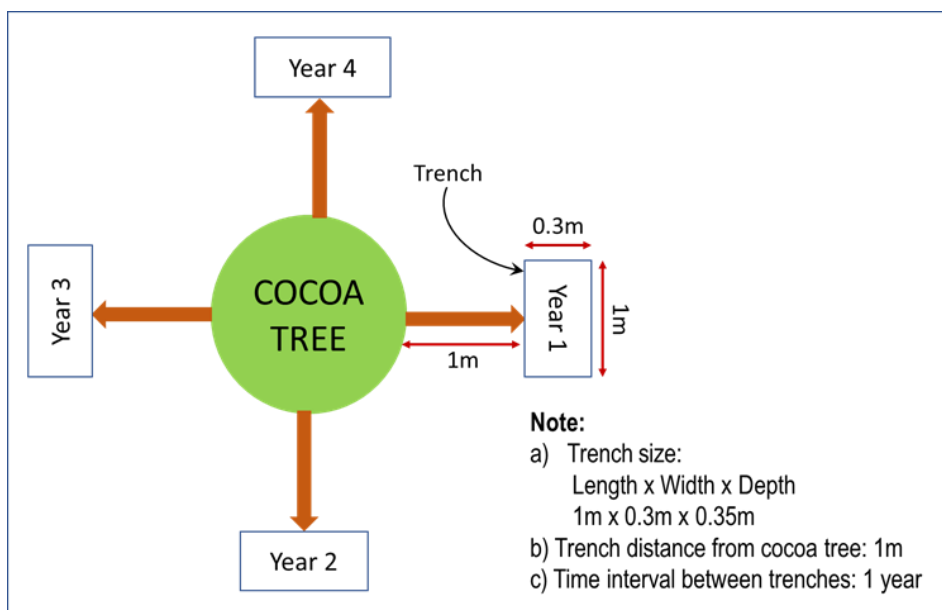 Year 4
Trench
0.3m
Year 3
COCOA
TREE
Year 1
1m
1m
Note:
a) Trench size:
Length x Width x Depth
1m x 0.3m x 0.35m
b) Trench distance from cocoa tree: 1m
c) Time interval between trenches: 1 year
Year 2